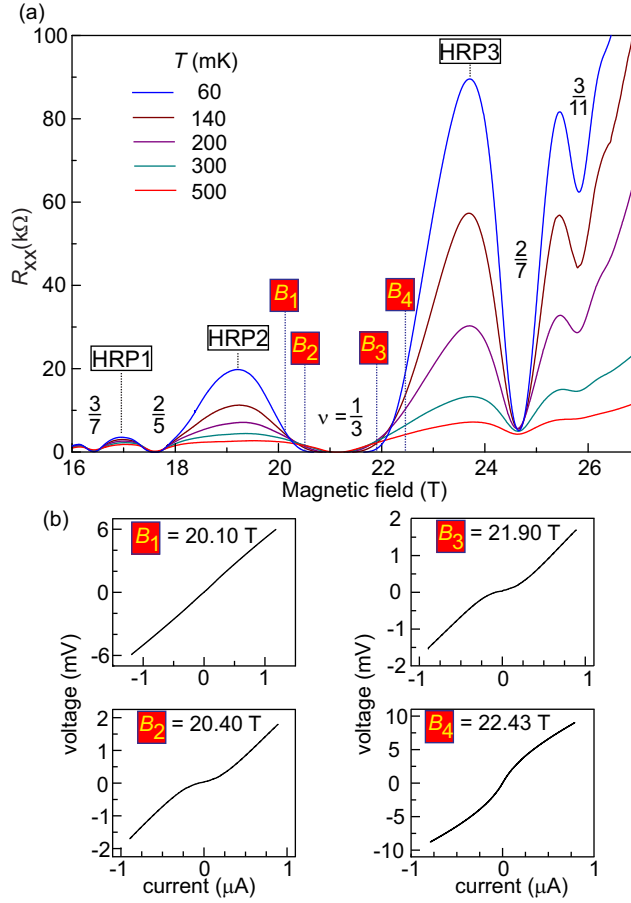 (a)
100
80
60
40
20
0
Rxx(kΩ)
T (mK)
60
140
200
300
500
HRP1
HRP2
HRP3
3/7
2/5
ν = 1/3
2/7
3/11
B1
B2
B3
B4
16 18 20 22 24 26
Magnetic field (T)
(b)
B1 = 20.10 T
6
0
-6
-1 0 1
B3 = 21.90 T
2
1
0
-1
-2
-1 0 1
voltage (mV)
B2 = 20.40 T
2
1
0
-1
-2
-1 0 1
current (μA)
B4 = 22.43 T
10
5
0
-5
-10
-1 0 1
current (μA)